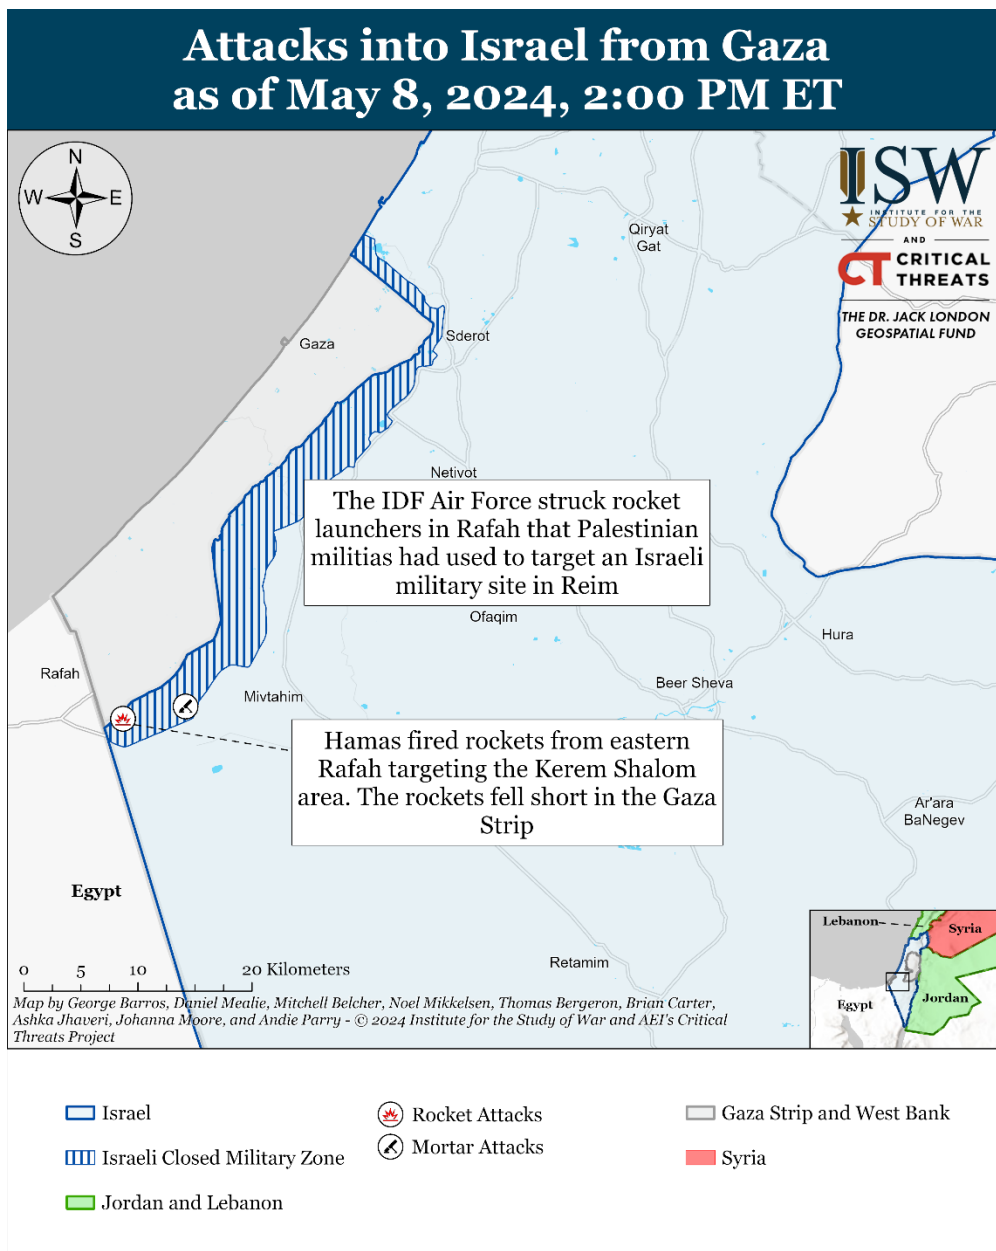 Attacks into Israel from Gaza
as of May 8, 2024, 2:00 PM ET
N
W
E
S
ISW
INSTITUTE FOR THE
STUDY OF WAR
AND
CT CRITICAL
THREATS
THE DR. JACK LONDON
GEOSPATIAL FUND
Qiryat
Gat
Gaza
Sderot
Netivot
The IDF Air Force struck rocket
launchers in Rafah that Palestinian
militias had used to target an Israeli
military site in Reim
Ofaqim
Hura
Rafah
Mivtahim
Beer Sheva
Hamas fired rockets from eastern
Rafah targeting the Kerem Shalom
area. The rockets fell short in the Gaza
Strip
Ar'ara
BaNegev
Egypt
Retamim
0 5 10 20 Kilometers
Map by George Barros, Daniel Mealie, Mitchell Belcher, Noel Mikkelsen, Thomas Bergeron, Brian Carter,
Ashka Jhaveri, Johanna Moore, and Andie Parry - © 2024 Institute for the Study of War and AEI's Critical
Threats Project
Lebanon
Syria
Egypt
Jordan
Israel
Israeli Closed Military Zone
Jordan and Lebanon
Rocket Attacks
Mortar Attacks
Gaza Strip and West Bank
Syria